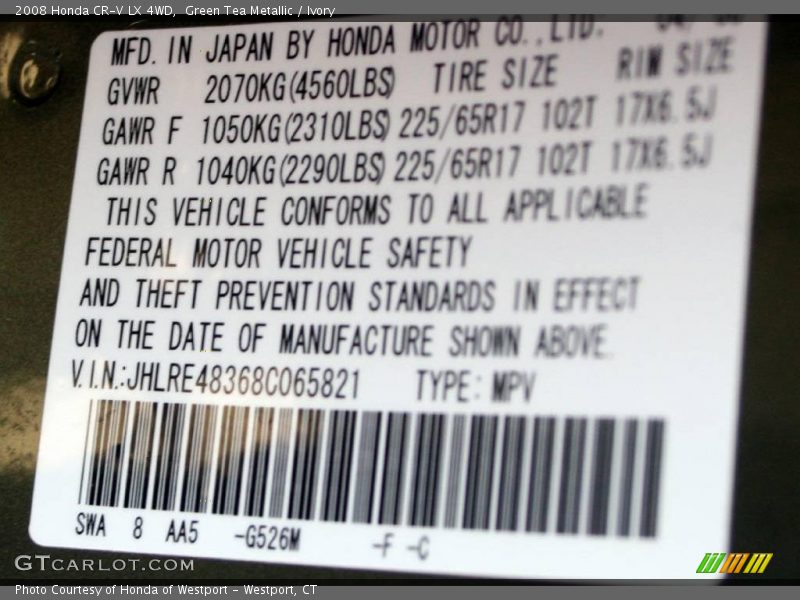 2008 Honda CR-V LX 4WD,  Green Tea Metallic / Ivory
MFD. IN JAPAN BY HONDA MOTOR CO.,LTD.
GVWR 2070KG(4560LBS) TIRE SIZE RIM SIZE
GAWR F 1050KG(2310LBS) 225/65R17 102T 17X6.5J
GAWR R 1040KG(2290LBS) 225/65R17 102T 17X6.5J
THIS VEHICLE CONFORMS TO ALL APPLICABLE
FEDERAL MOTOR VEHICLE SAFETY
AND THEFT PREVENTION STANDARDS IN EFFECT
ON THE DATE OF MANUFACTURE SHOWN ABOVE.
V.I.N.:JHLRE48368C065821 TYPE: MPV
SWA 8 AA5 -G526M -F -C
GTCARLOT.COM
Photo Courtesy of Honda of Westport - Westport, CT